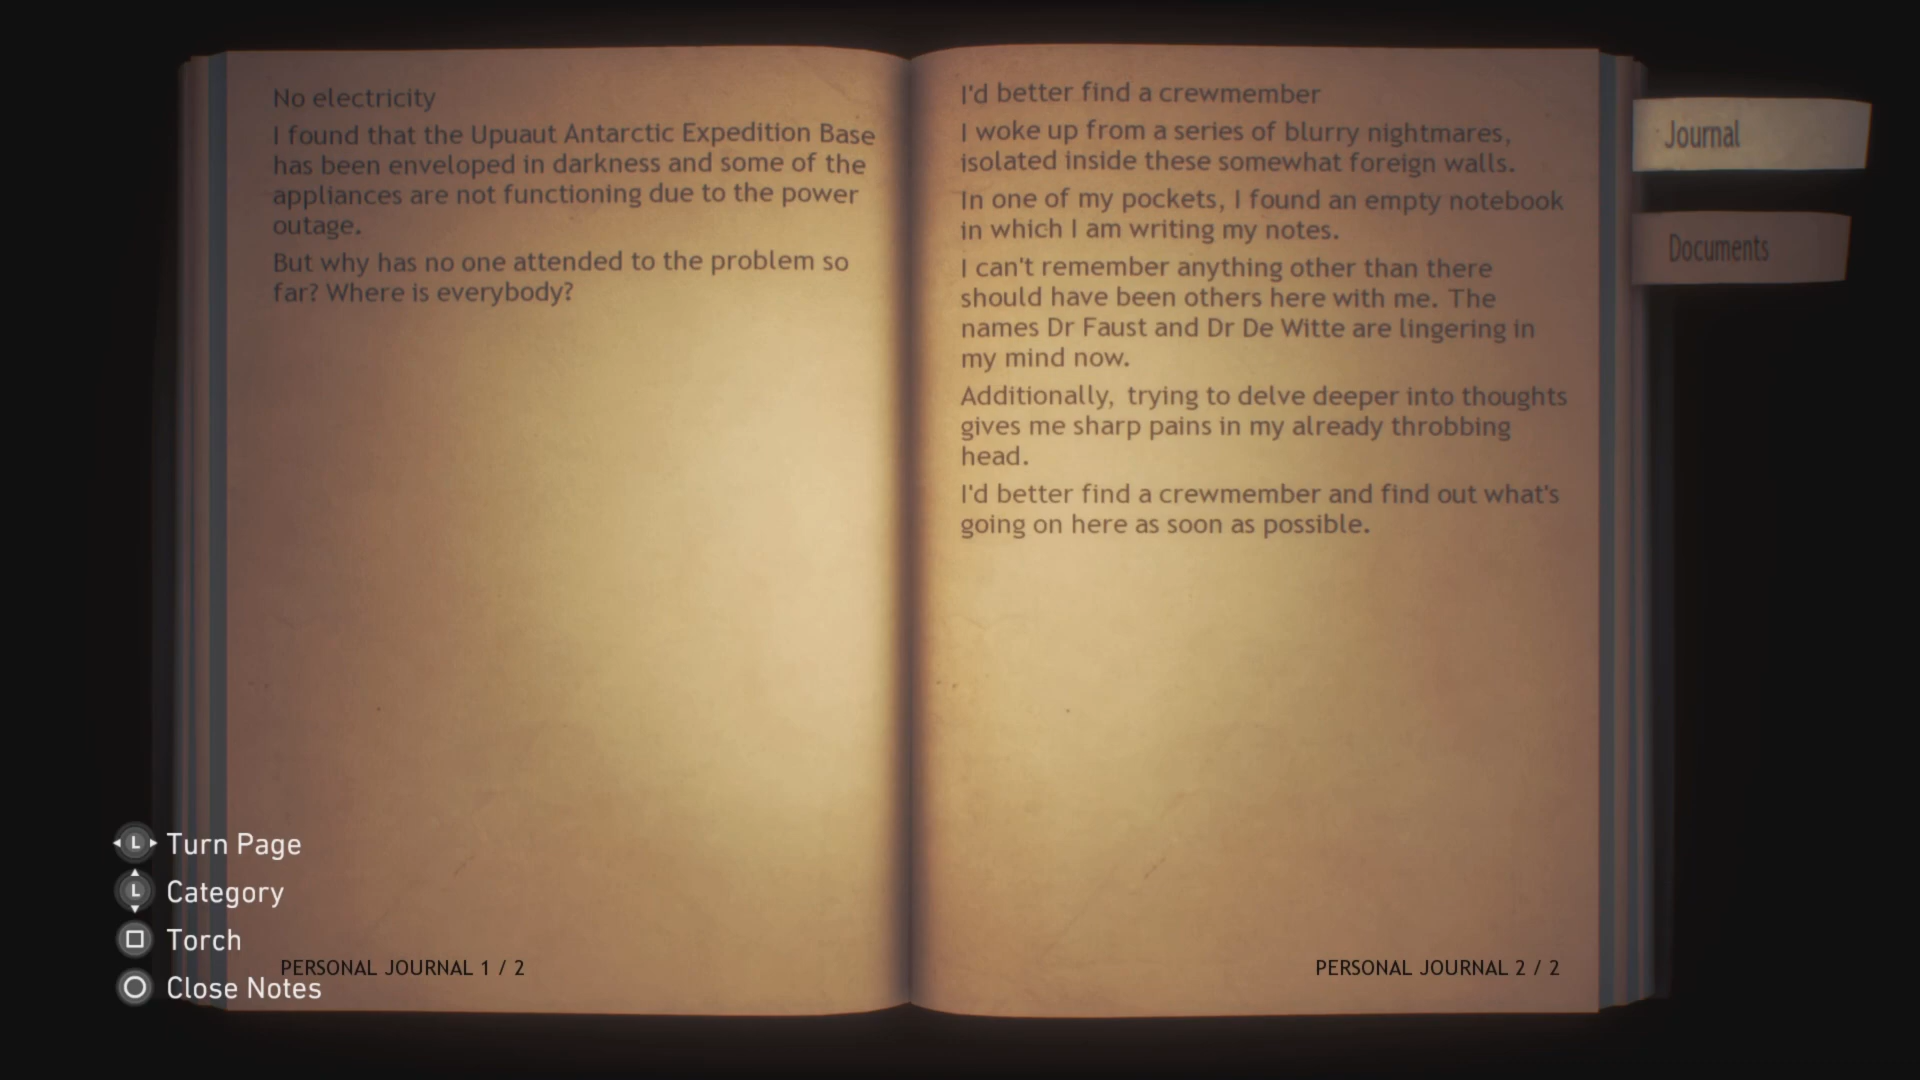 No electricity
I found that the Upuaut Antarctic Expedition Base
has been enveloped in darkness and some of the
appliances are not functioning due to the power
outage.
But why has no one attended to the problem so
far? Where is everybody?
PERSONAL JOURNAL 1 / 2
I'd better find a crewmember
I woke up from a series of blurry nightmares,
isolated inside these somewhat foreign walls.
In one of my pockets, I found an empty notebook
in which I am writing my notes.
I can't remember anything other than there
should have been others here with me. The
names Dr Faust and Dr De Witte are lingering in
my mind now.
Additionally, trying to delve deeper into thoughts
gives me sharp pains in my already throbbing
head.
I'd better find a crewmember and find out what's
going on here as soon as possible.
PERSONAL JOURNAL 2 / 2
Journal
Documents
L Turn Page
L Category
Torch
Close Notes